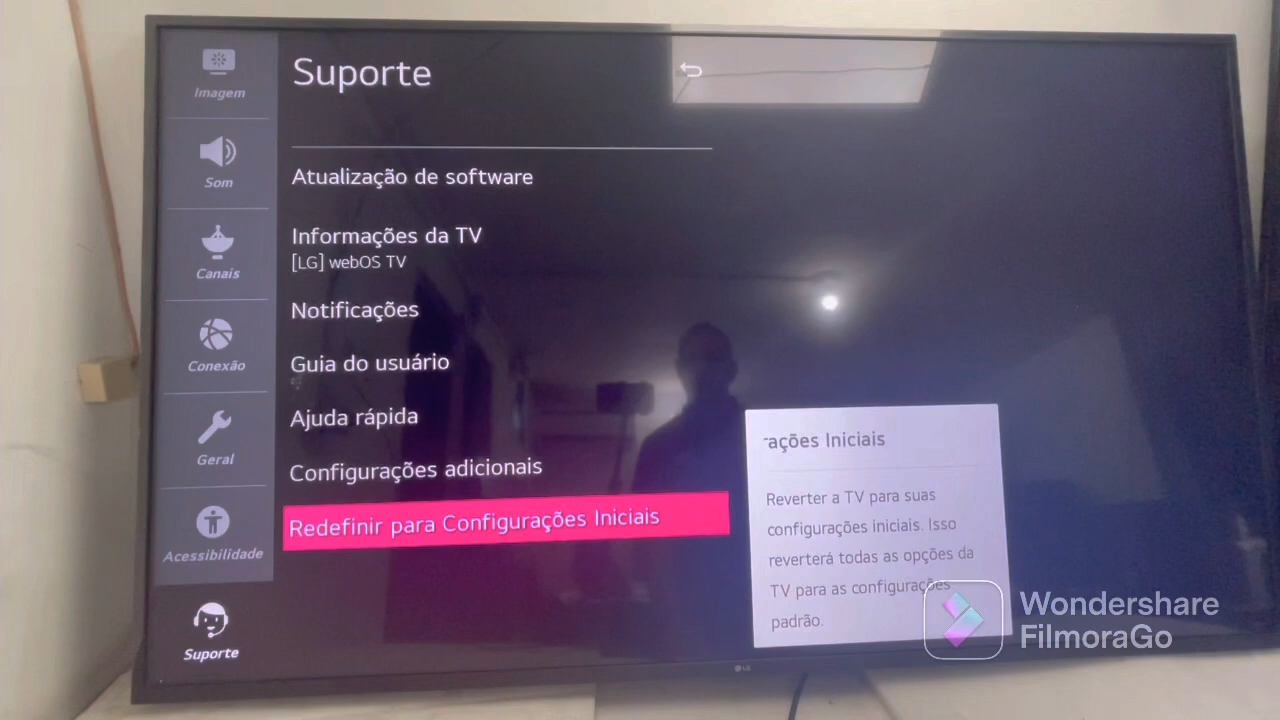 Imagem
Som
Canais
Conexão
Geral
Acessibilidade
Suporte
Suporte
Atualização de software
Informações da TV
[LG] webOS TV
Notificações
Guia do usuário
Ajuda rápida
Configurações adicionais
Redefinir para Configurações Iniciais
ações Iniciais
Reverter a TV para suas
configurações iniciais. Isso
reverterá todas as opções da
TV para as configurações
padrão.
LG
Wondershare
FilmoraGo